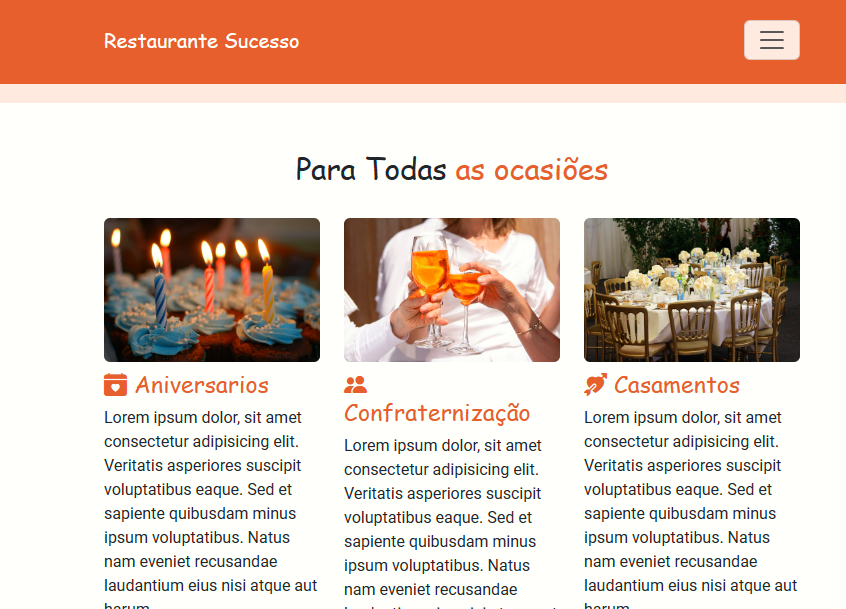 Restaurante Sucesso
Para Todas as ocasiões
Aniversarios
Lorem ipsum dolor, sit amet
consectetur adipisicing elit.
Veritatis asperiores suscipit
voluptatibus eaque. Sed et
sapiente quibusdam minus
ipsum voluptatibus. Natus
nam eveniet recusandae
laudantium eius nisi atque aut
harum
Confraternização
Lorem ipsum dolor, sit amet
consectetur adipisicing elit.
Veritatis asperiores suscipit
voluptatibus eaque. Sed et
sapiente quibusdam minus
ipsum voluptatibus. Natus
nam eveniet recusandae
Casamentos
Lorem ipsum dolor, sit amet
consectetur adipisicing elit.
Veritatis asperiores suscipit
voluptatibus eaque. Sed et
sapiente quibusdam minus
ipsum voluptatibus. Natus
nam eveniet recusandae
laudantium eius nisi atque aut
harum